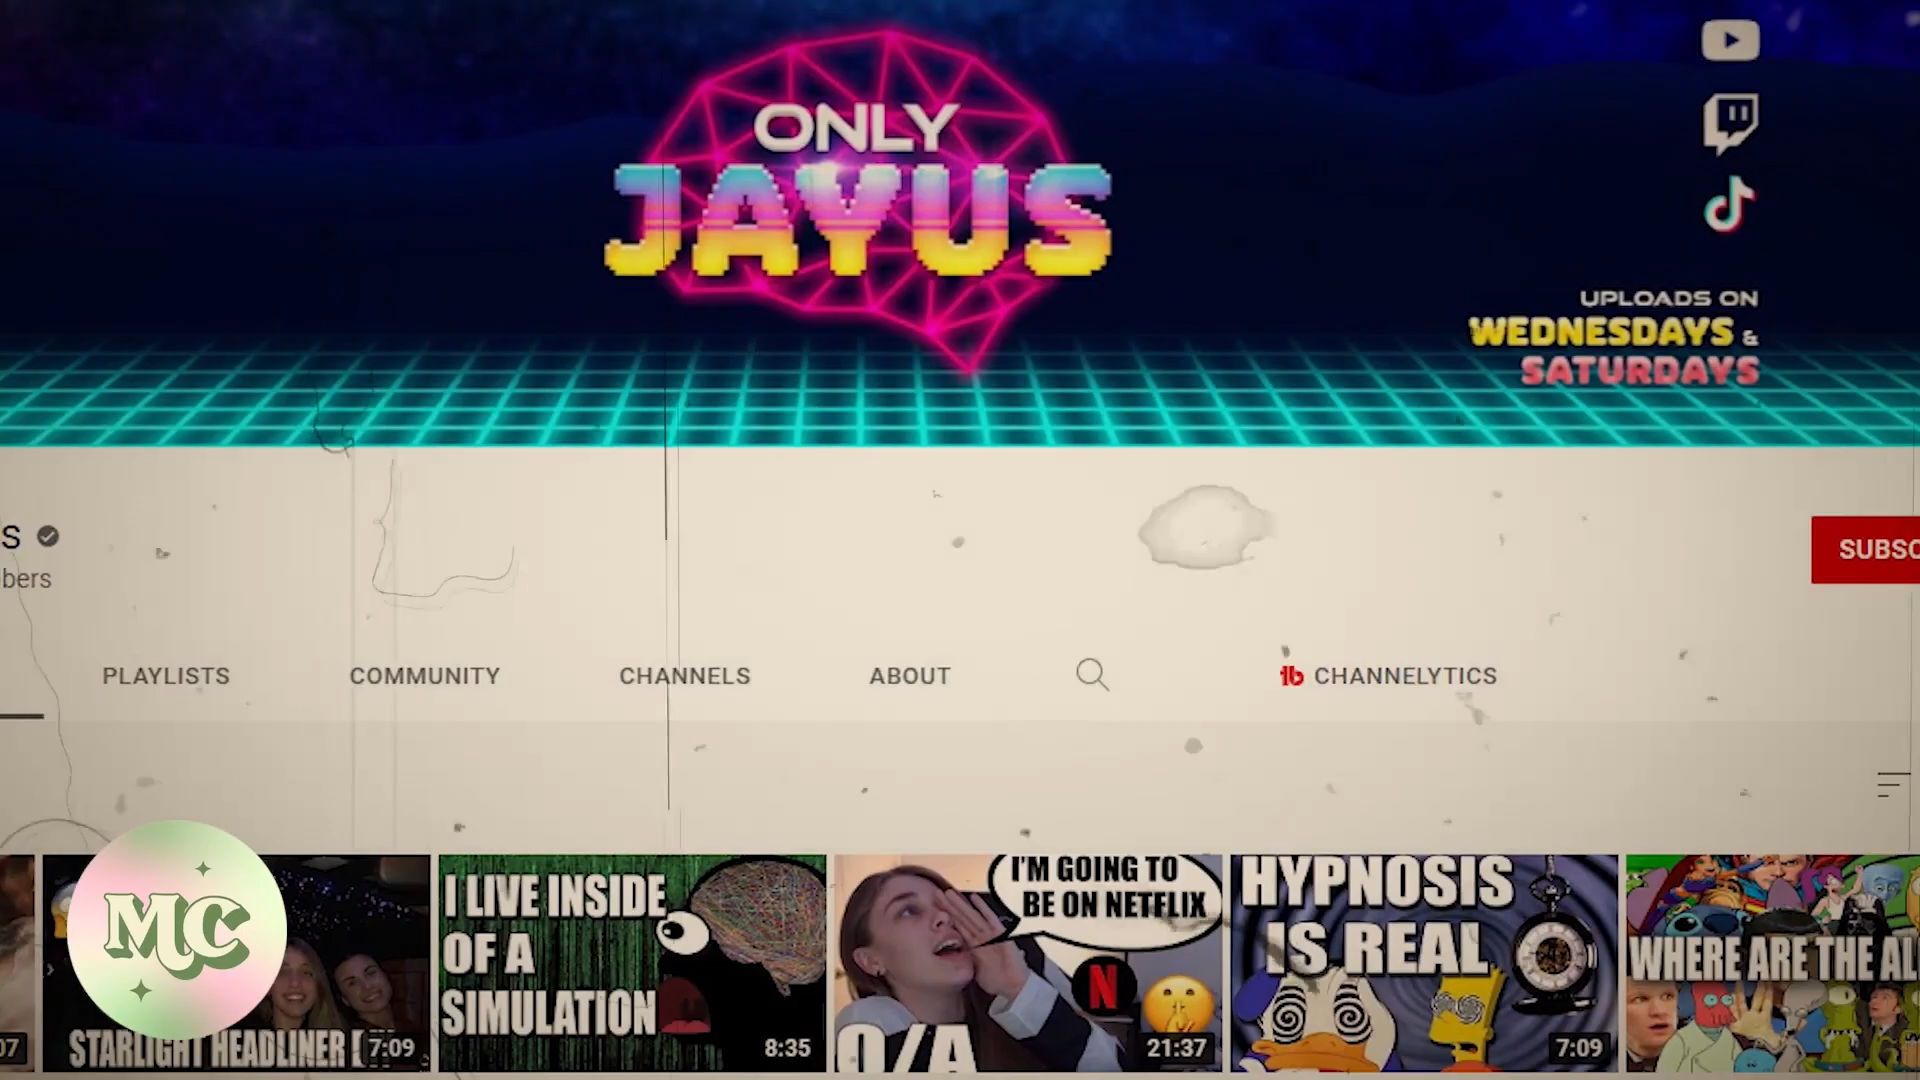 ONLY
JAYUS
UPLOADS ON
WEDNESDAYS &
SATURDAYS
S
bers
SUBSC
PLAYLISTS
COMMUNITY
CHANNELS
ABOUT
CHANNELYTICS
MC
07
STARLIGHT HEADLINER
7:09
I LIVE INSIDE
OF A
SIMULATION
8:35
I'M GOING TO
BE ON NETFLIX
N
Q/A
21:37
HYPNOSIS
IS REAL
7:09
WHERE ARE THE AL